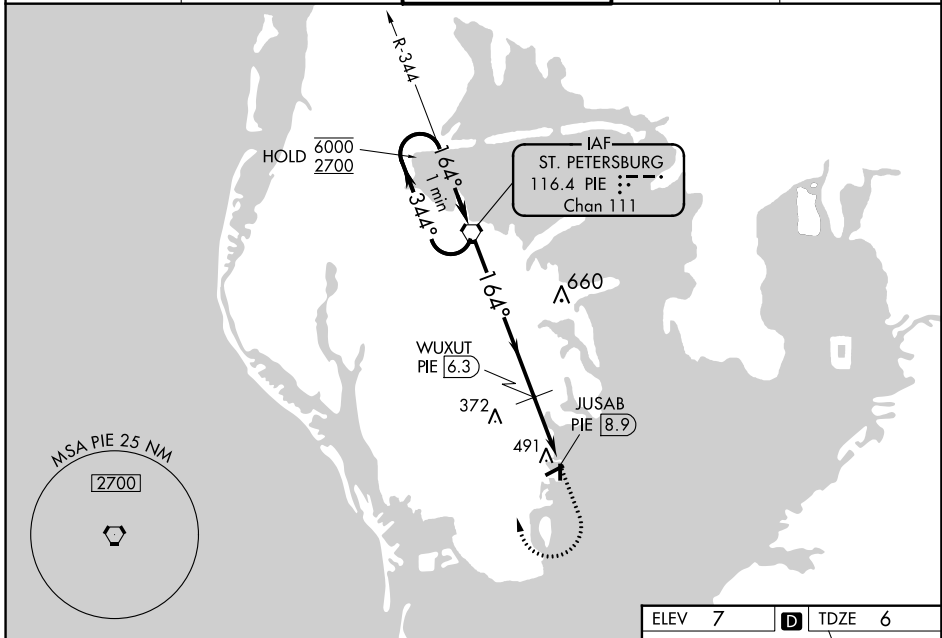 R-344
HOLD 6000
2700
164°
1 min
344°
IAF
ST. PETERSBURG
116.4 PIE
Chan 111
164°
660
WUXUT
PIE 6.3
372
JUSAB
PIE 8.9
491
MSA PIE 25 NM
2700
ELEV 7 D TDZE 6